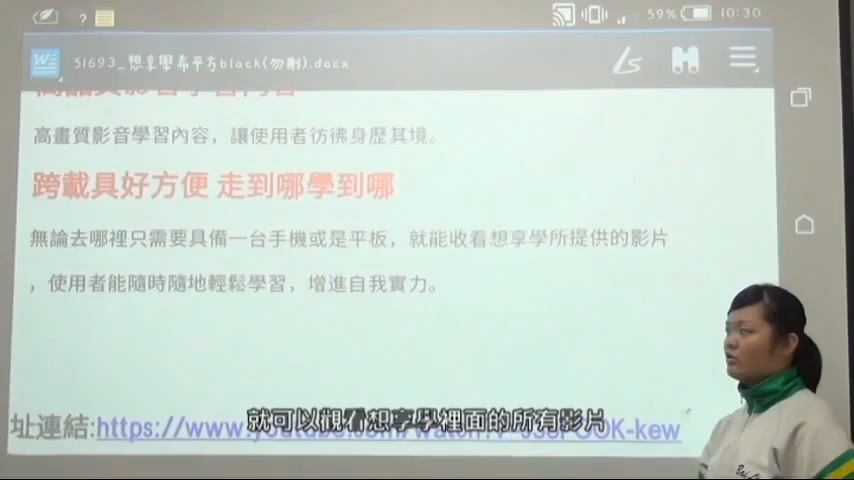 ? 59% 10:30
51693_想享學養平方black(勿刪).docx
高畫質影音學習內容，讓使用者彷彿身歷其境。
跨載具好方便 走到哪學到哪
無論去哪裡只需要具備一台手機或是平板，就能收看想享學所提供的影片
，使用者能隨時隨地輕鬆學習，增進自我實力。
址連結:https://www.youtube.com/watch?v
就可以觀看想享學裡面的所有影片